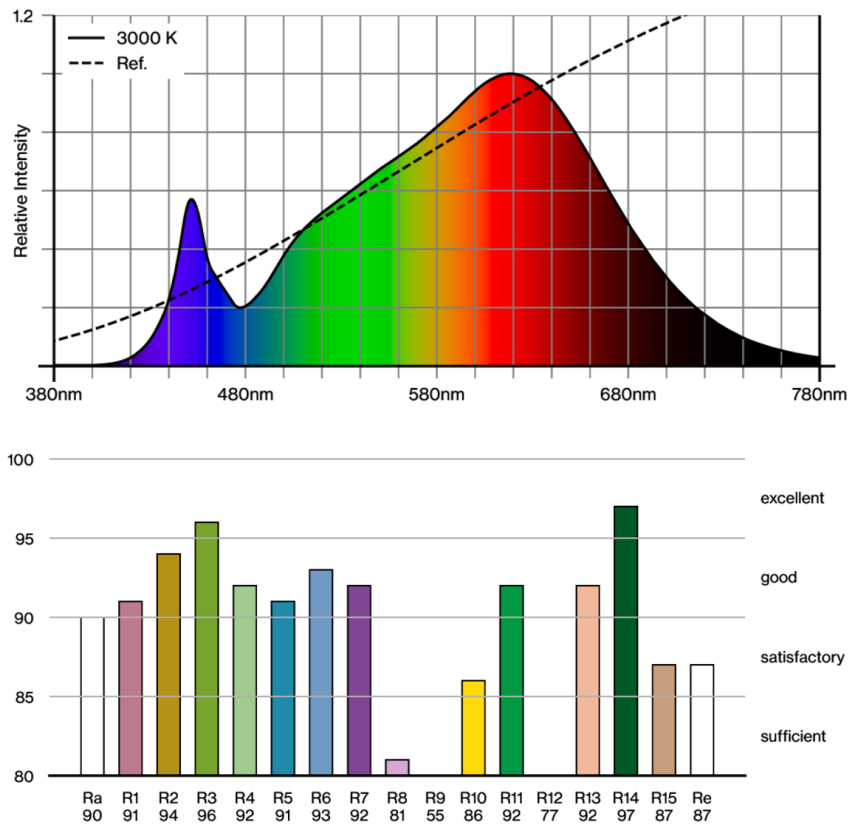 1.2
3000 K
Ref.
Relative Intensity
380nm 480nm 580nm 680nm 780nm
100
excellent
95
good
90
satisfactory
85
sufficient
80
Ra R1 R2 R3 R4 R5 R6 R7 R8 R9 R10 R11 R12 R13 R14 R15 Re
90 91 94 96 92 91 93 92 81 55 86 92 77 92 97 87 87